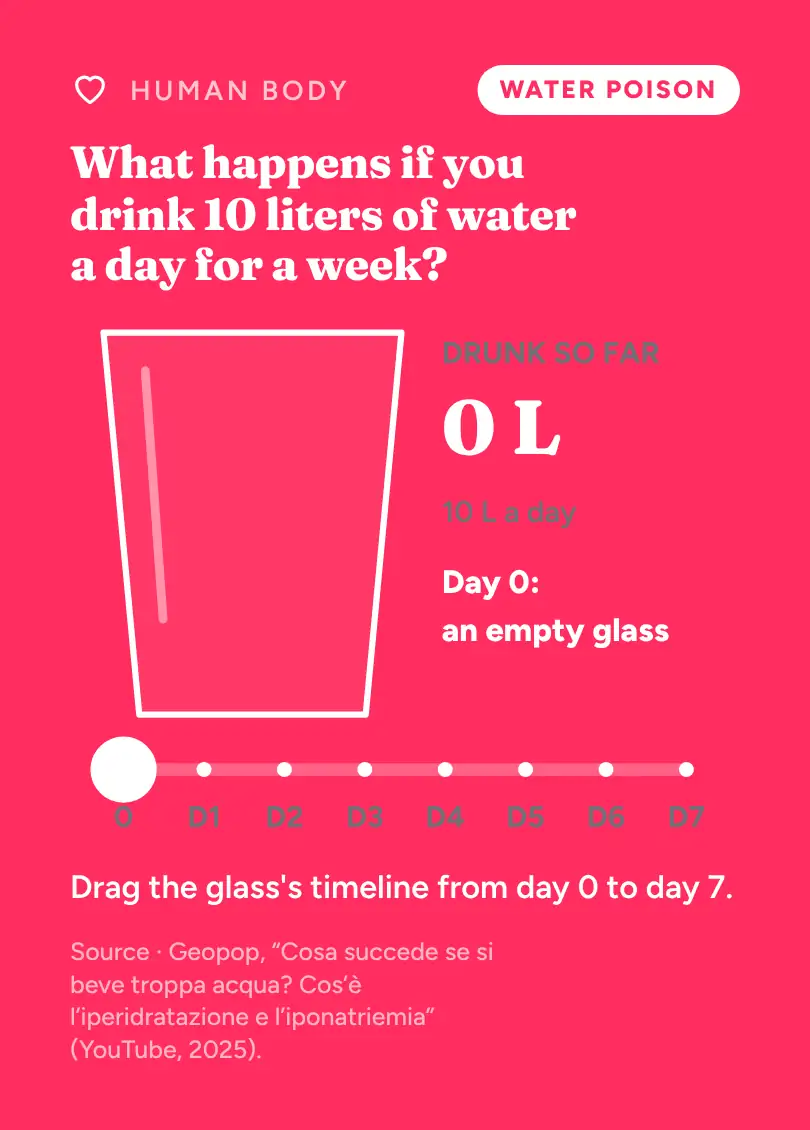 HUMAN BODY
WATER POISON
What happens if you
drink 10 liters of water
a day for a week?
DRUNK SO FAR
0 L
10 L a day
Day 0:
an empty glass
0 D1 D2 D3 D4 D5 D6 D7
Drag the glass's timeline from day 0 to day 7.
Source · Geopop, “Cosa succede se si
beve troppa acqua? Cos’è
l’iperidratazione e l’iponatriemia”
(YouTube, 2025).